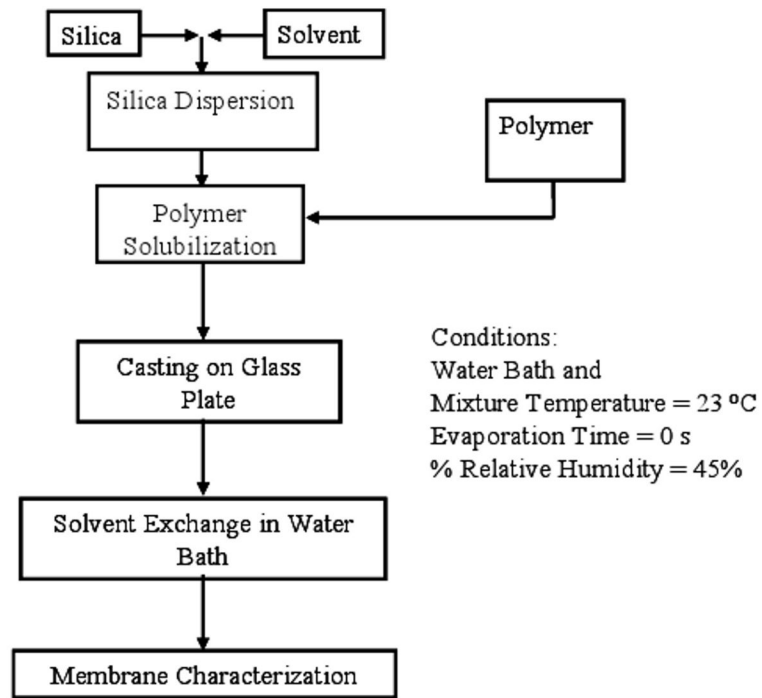 Silica
Solvent
Silica Dispersion
Polymer
Polymer
Solubilization
Casting on Glass
Plate
Conditions:
Water Bath and
Mixture Temperature = 23 ºC
Evaporation Time = 0 s
% Relative Humidity = 45%
Solvent Exchange in Water
Bath
Membrane Characterization